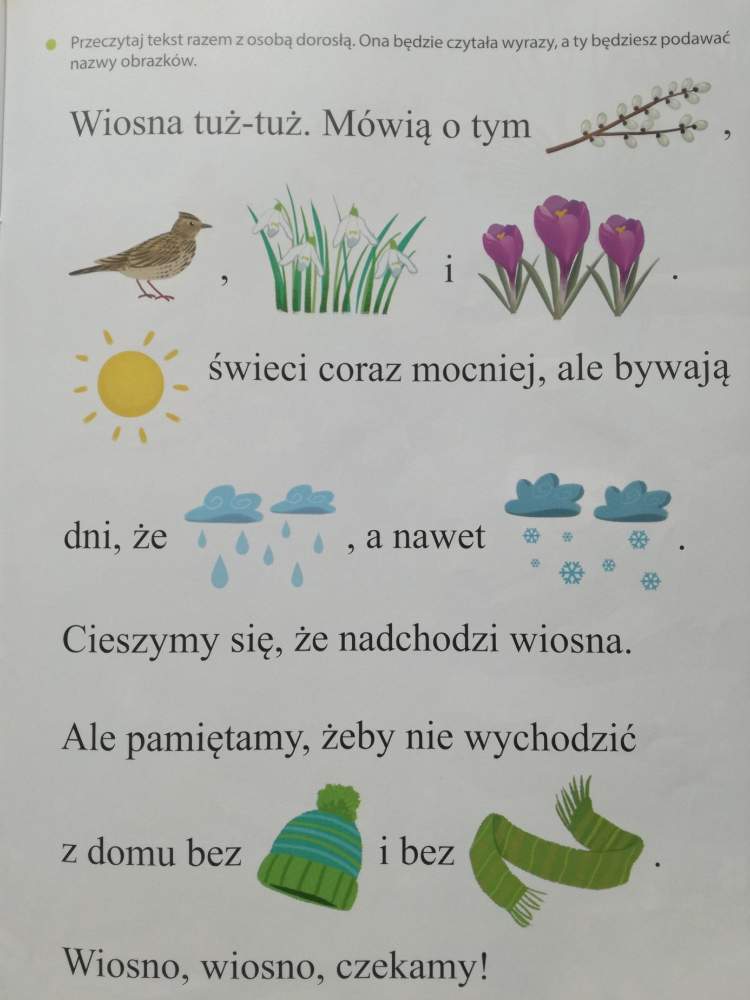 Przeczytaj tekst razem z osobą dorosłą. Ona będzie czytała wyrazy, a ty będziesz podawać
nazwy obrazków.
Wiosna tuż-tuż. Mówią o tym ,
, i .
świeci coraz mocniej, ale bywają
dni, że , a nawet .
Cieszymy się, że nadchodzi wiosna.
Ale pamiętamy, żeby nie wychodzić
z domu bez i bez .
Wiosno, wiosno, czekamy!